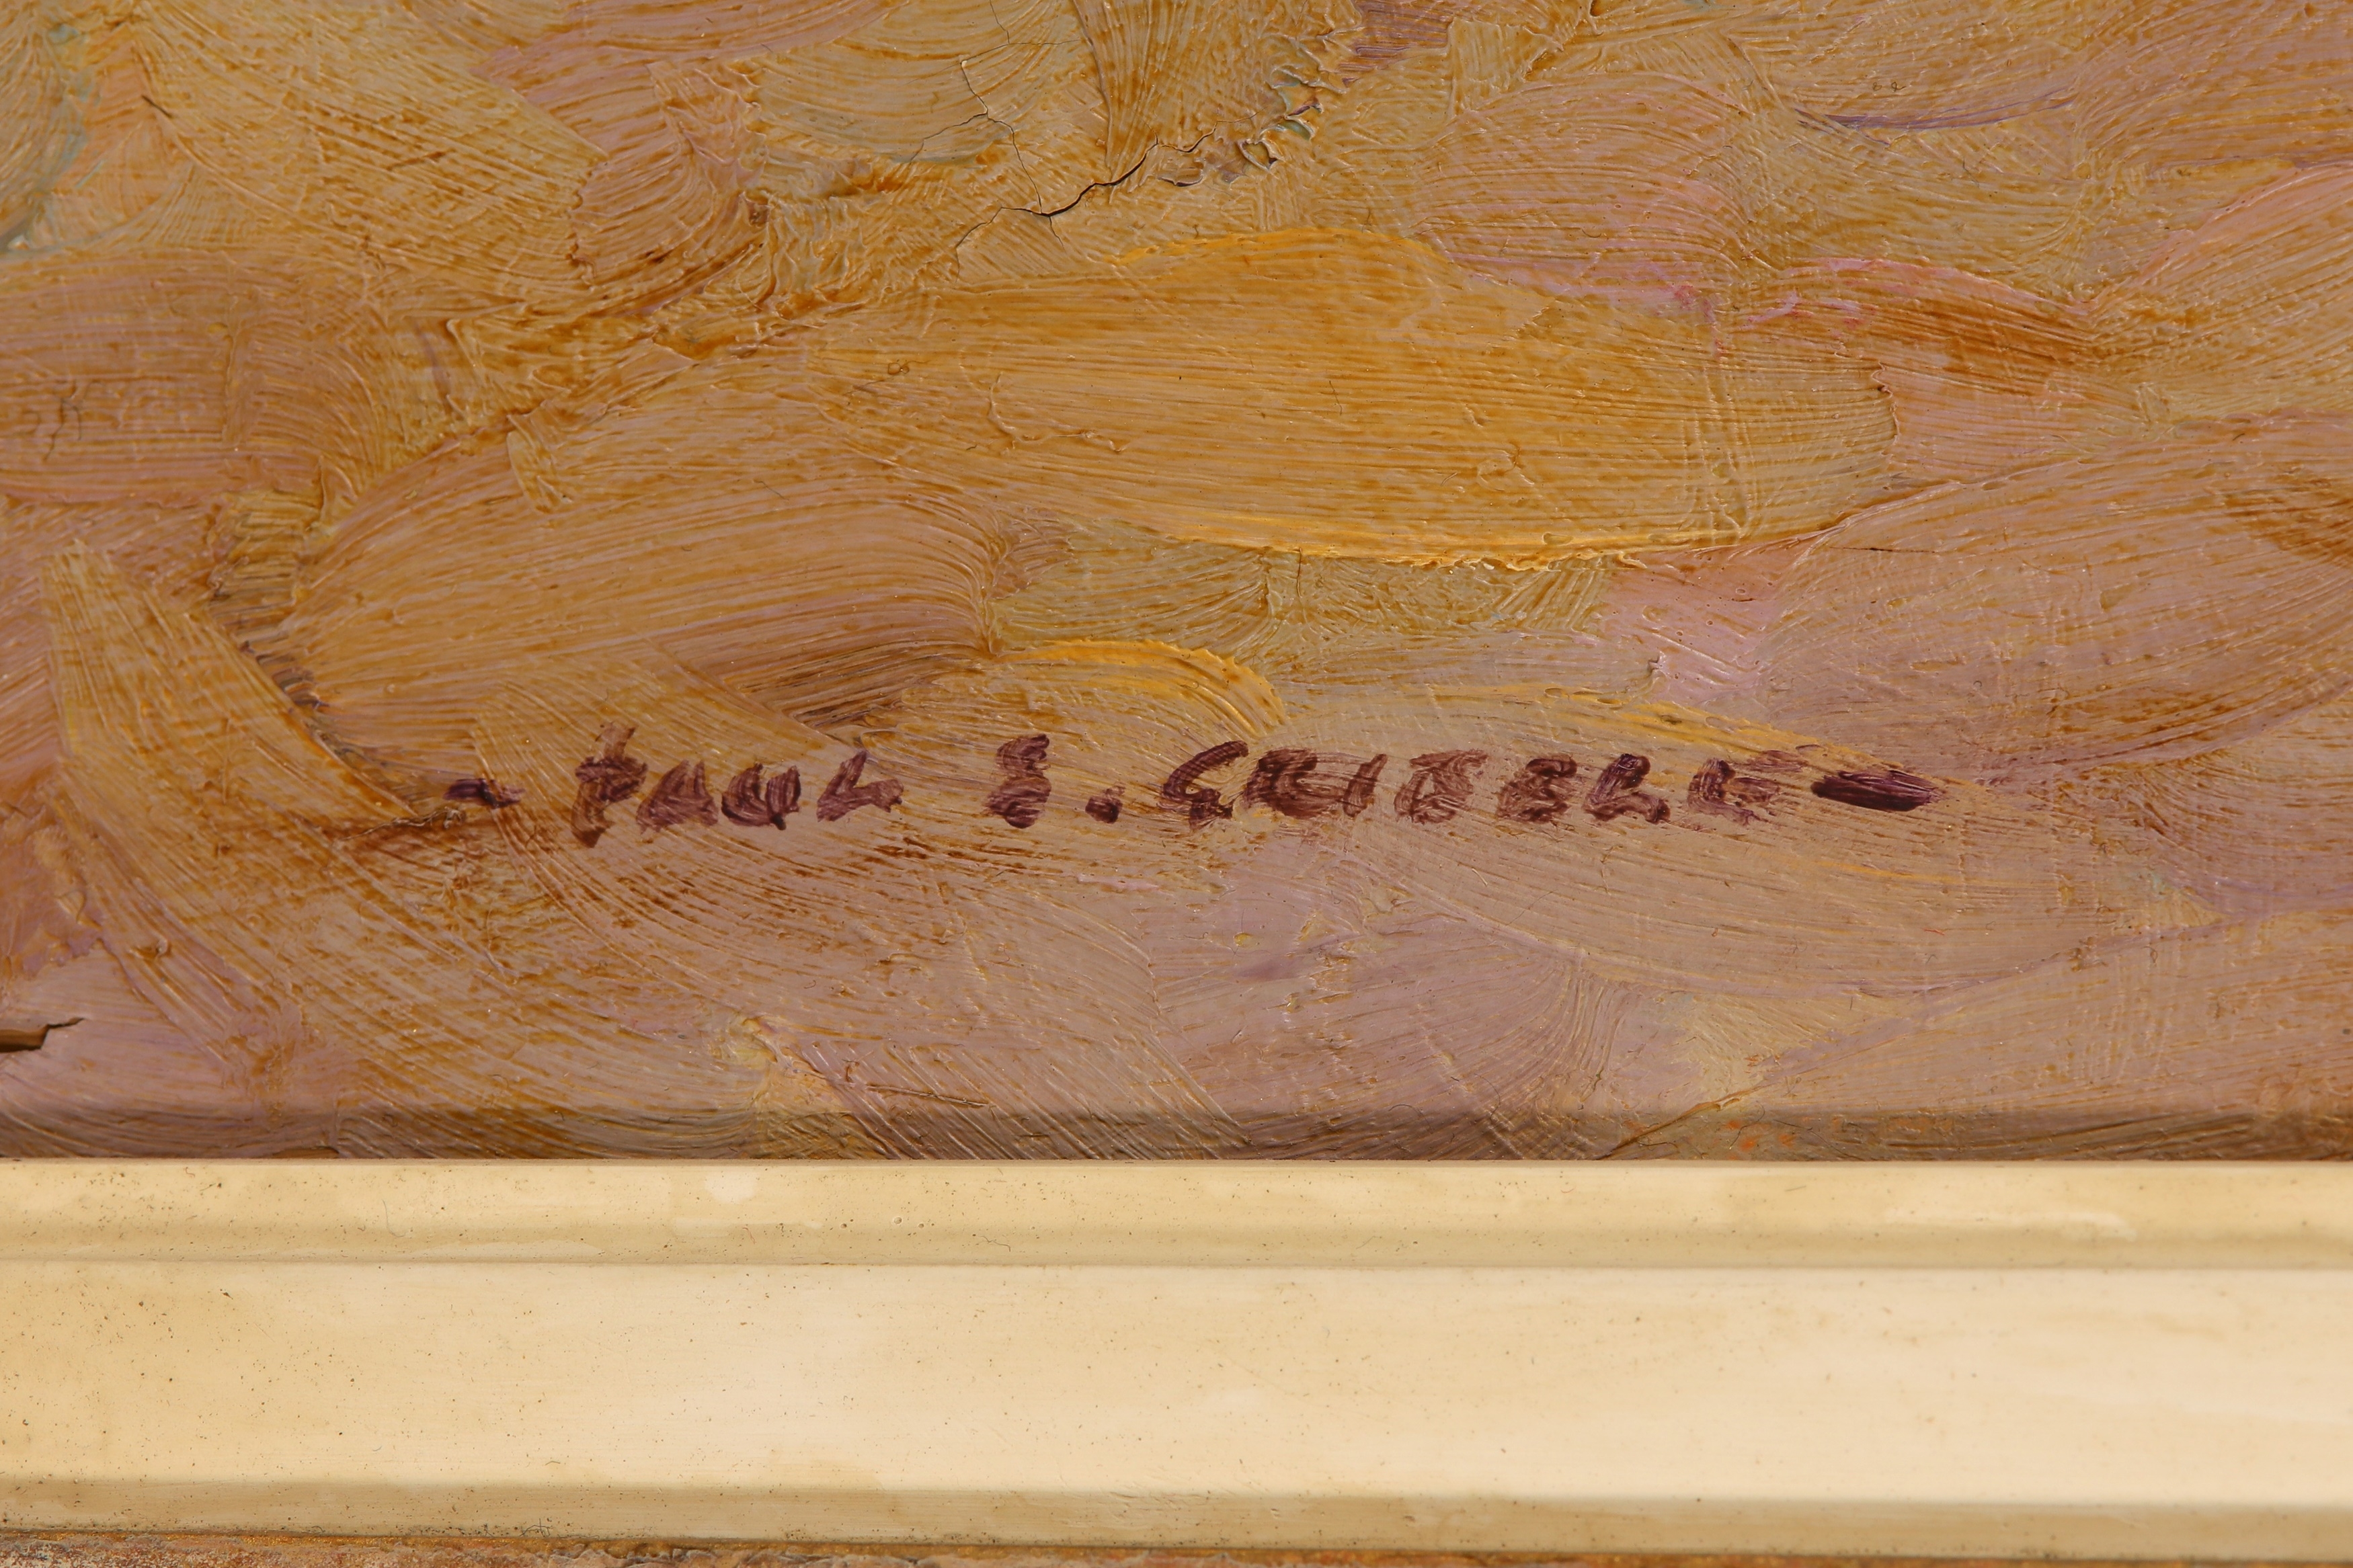 - PAUL E. GRIBBLE -